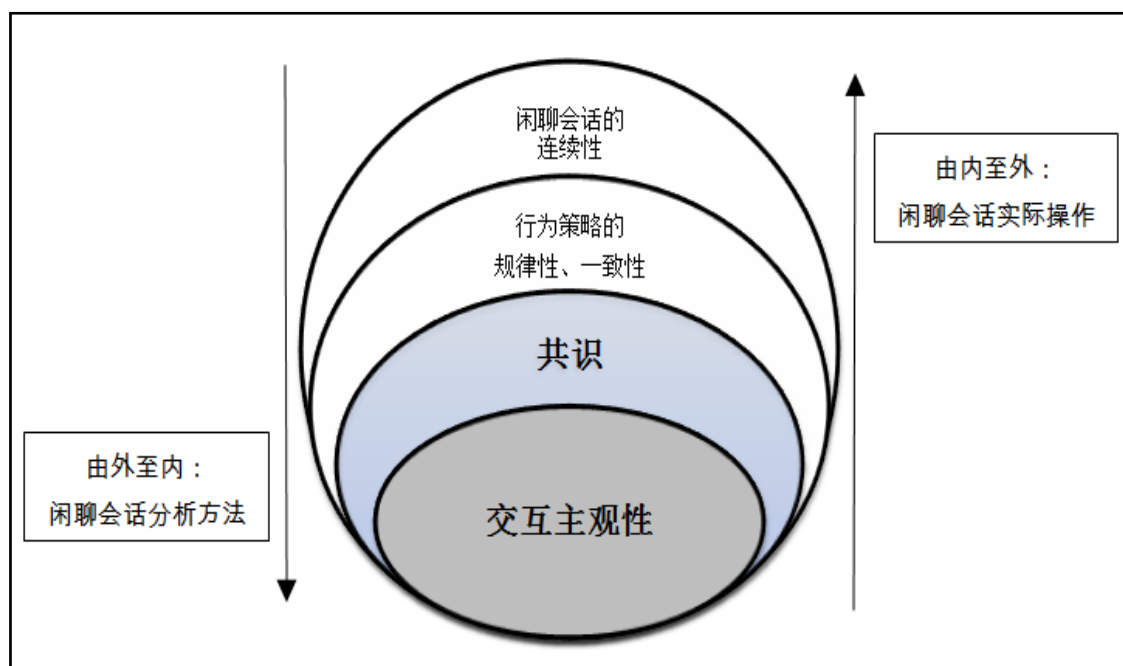 闲聊会话的
连续性
行为策略的
规律性、一致性
共识
交互主观性
由内至外：
闲聊会话实际操作
由外至内：
闲聊会话分析方法